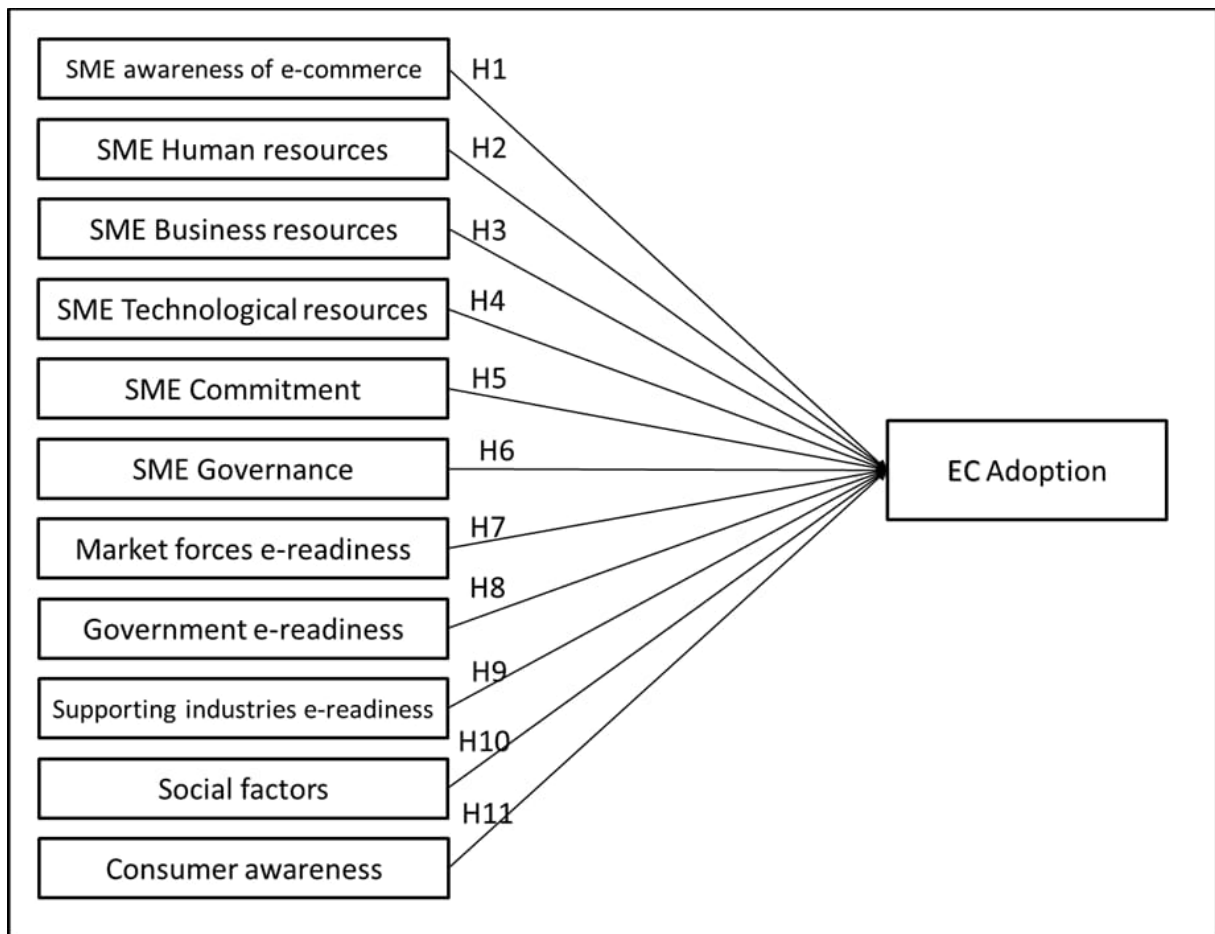 SME awareness of e-commerce
H1
SME Human resources
H2
SME Business resources
H3
SME Technological resources
H4
SME Commitment
H5
SME Governance
H6
EC Adoption
Market forces e-readiness
H7
Government e-readiness
H8
Supporting industries e-readiness
H9
Social factors
H10
Consumer awareness
H11